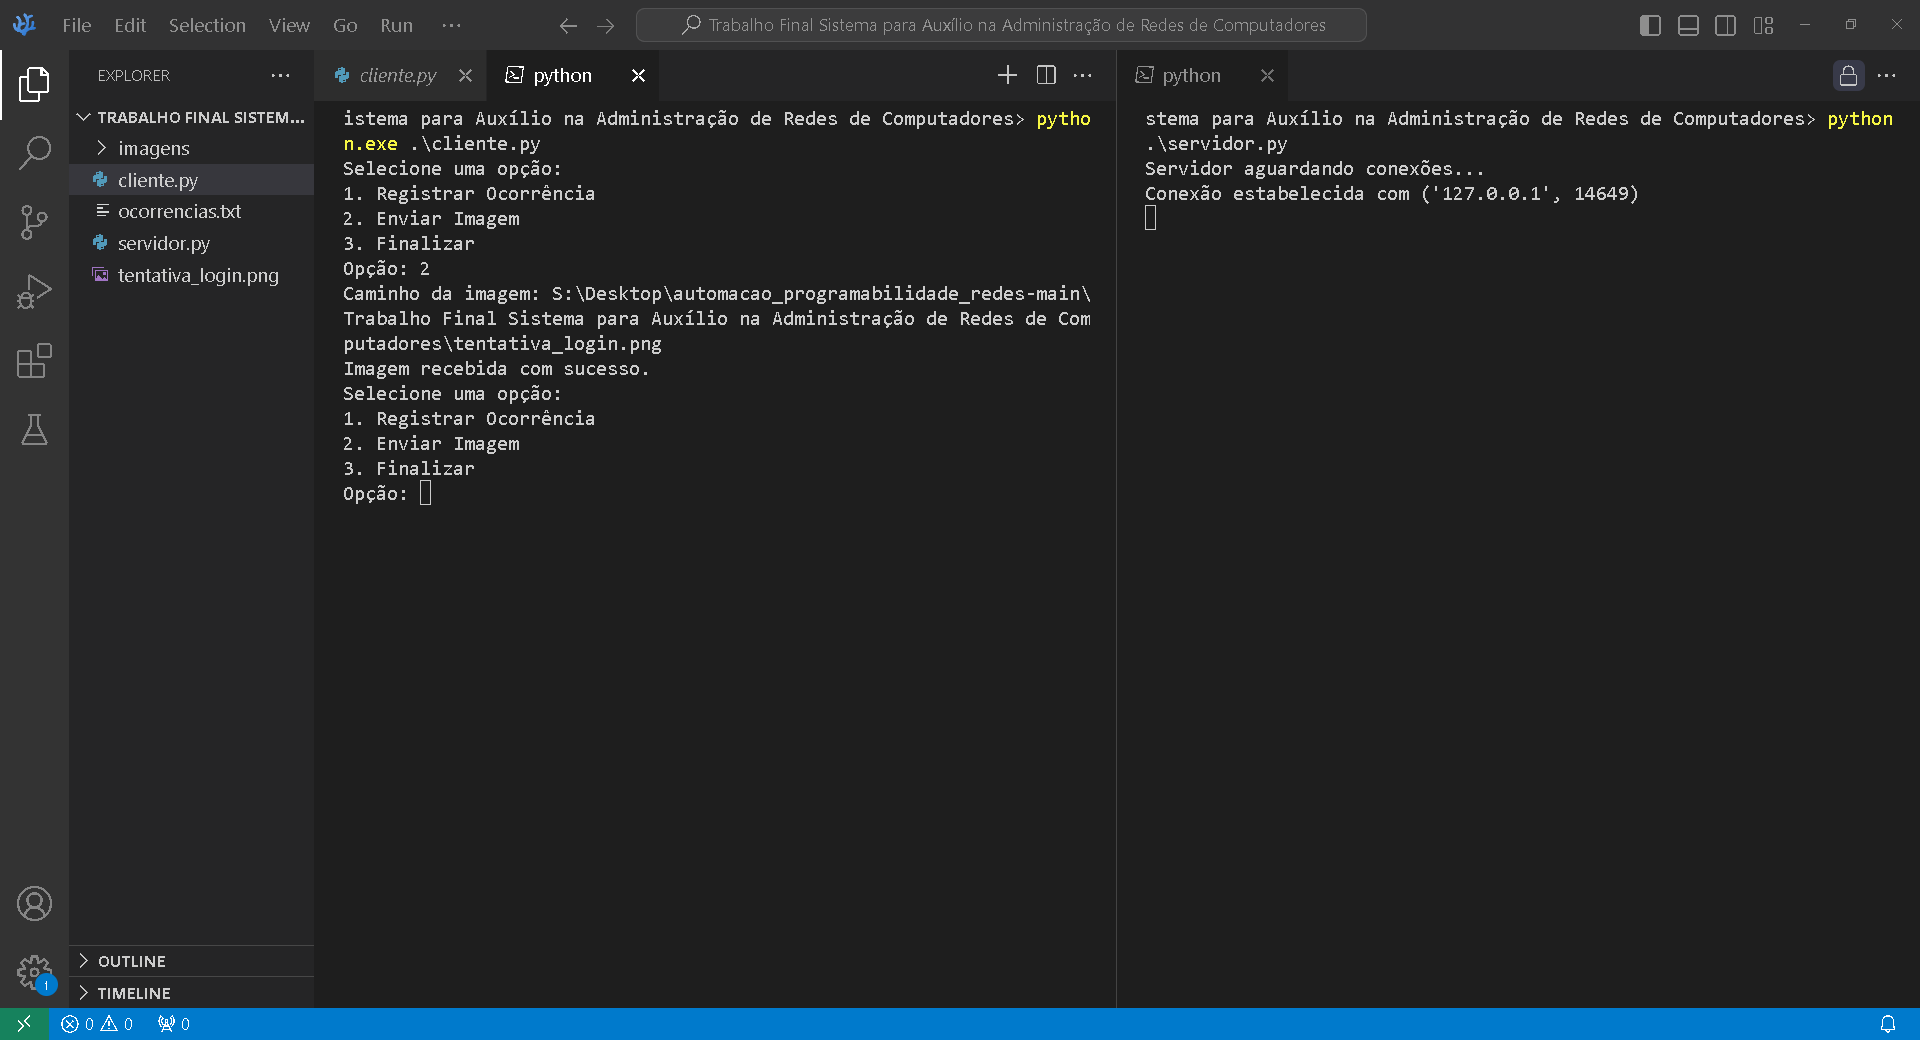 File Edit Selection View Go Run ...
Trabalho Final Sistema para Auxílio na Administração de Redes de Computadores
EXPLORER
TRABALHO FINAL SISTEM...
imagens
cliente.py
ocorrencias.txt
servidor.py
tentativa_login.png
OUTLINE
TIMELINE
1
cliente.py
python
istema para Auxílio na Administração de Redes de Computadores> pytho
n.exe .\cliente.py
Selecione uma opção:
1. Registrar Ocorrência
2. Enviar Imagem
3. Finalizar
Opção: 2
Caminho da imagem: S:\Desktop\automacao_programabilidade_redes-main\
Trabalho Final Sistema para Auxílio na Administração de Redes de Com
putadores\tentativa_login.png
Imagem recebida com sucesso.
Selecione uma opção:
1. Registrar Ocorrência
2. Enviar Imagem
3. Finalizar
Opção:
python
stema para Auxílio na Administração de Redes de Computadores> python
.\servidor.py
Servidor aguardando conexões...
Conexão estabelecida com ('127.0.0.1', 14649)
0 0 0